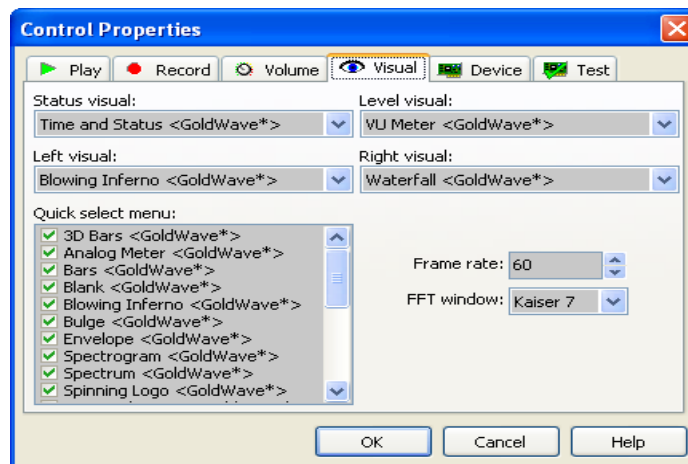 Control Properties
Play Record Volume Visual Device Test
Status visual: Level visual:
Time and Status <GoldWave*> VU Meter <GoldWave*>
Left visual: Right visual:
Blowing Inferno <GoldWave*> Waterfall <GoldWave*>
Quick select menu:
3D Bars <GoldWave*>
Analog Meter <GoldWave*>
Bars <GoldWave*>
Blank <GoldWave*>
Blowing Inferno <GoldWave*>
Bulge <GoldWave*>
Envelope <GoldWave*>
Spectrogram <GoldWave*>
Spectrum <GoldWave*>
Spinning Logo <GoldWave*>
Frame rate: 60
FFT window: Kaiser 7
OK Cancel Help